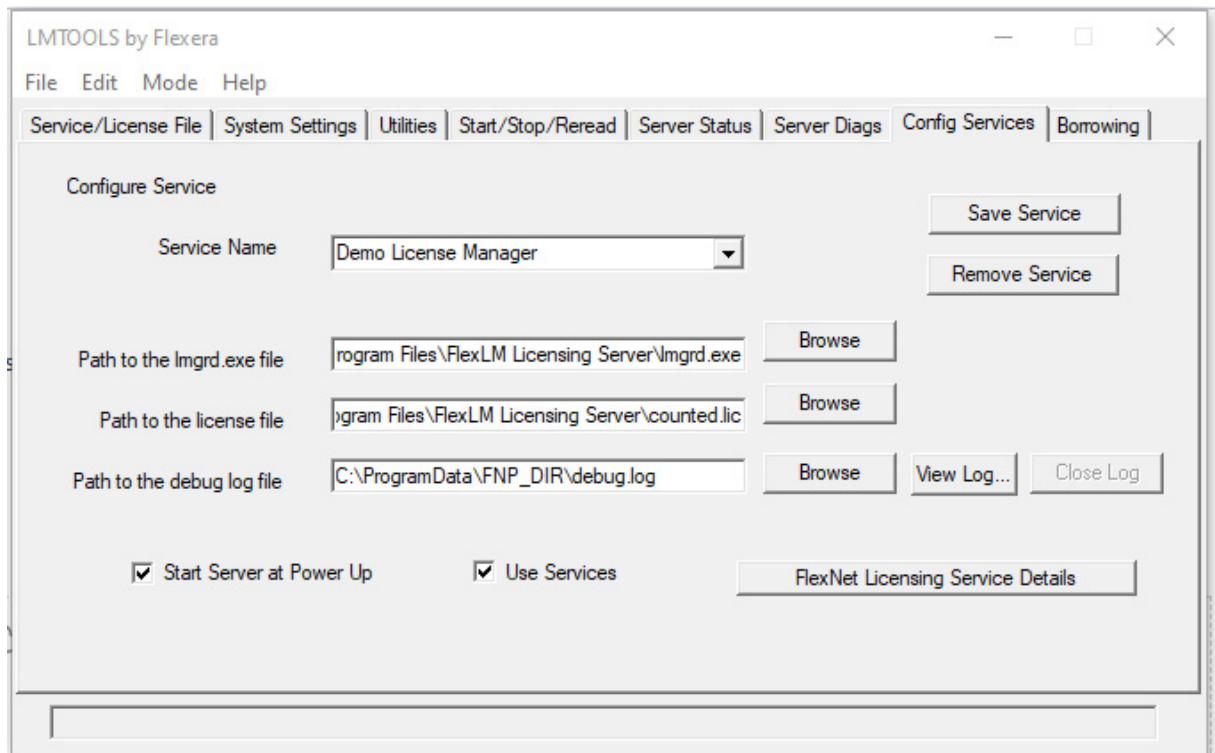 LMTOOLS by Flexera
File Edit Mode Help
Service/License File System Settings Utilities Start/Stop/Reread Server Status Server Diags Config Services Borrowing
Configure Service
Save Service
Service Name Demo License Manager
Remove Service
Path to the lmgrd.exe file rogram Files\FlexLM Licensing Server\lmgrd.exe Browse
Path to the license file ogram Files\FlexLM Licensing Server\counted.lic Browse
Path to the debug log file C:\ProgramData\FNP_DIR\debug.log Browse View Log... Close Log
Start Server at Power Up Use Services FlexNet Licensing Service Details